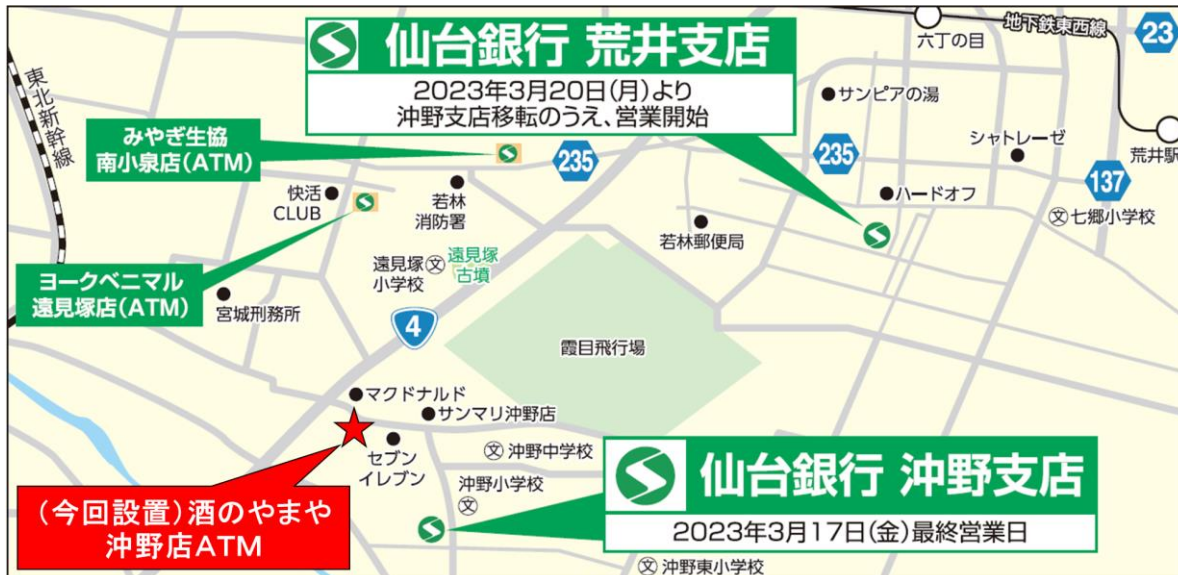 地下鉄東西線
六丁の目
23
仙台銀行 荒井支店
2023年3月20日(月)より
沖野支店移転のうえ、営業開始
東北新幹線
サンピアの湯
みやぎ生協
南小泉店(ATM)
235
235
シャトレーゼ
荒井駅
137
快活
CLUB
若林
消防署
ハードオフ
文七郷小学校
若林郵便局
遠見塚文
小学校
遠見塚
古墳
ヨークベニマル
遠見塚店(ATM)
宮城刑務所
4
霞目飛行場
マクドナルド
サンマリ沖野店
セブン
イレブン
文沖野中学校
沖野小学校
文
仙台銀行 沖野支店
2023年3月17日(金)最終営業日
(今回設置)酒のやまや
沖野店ATM
文沖野東小学校